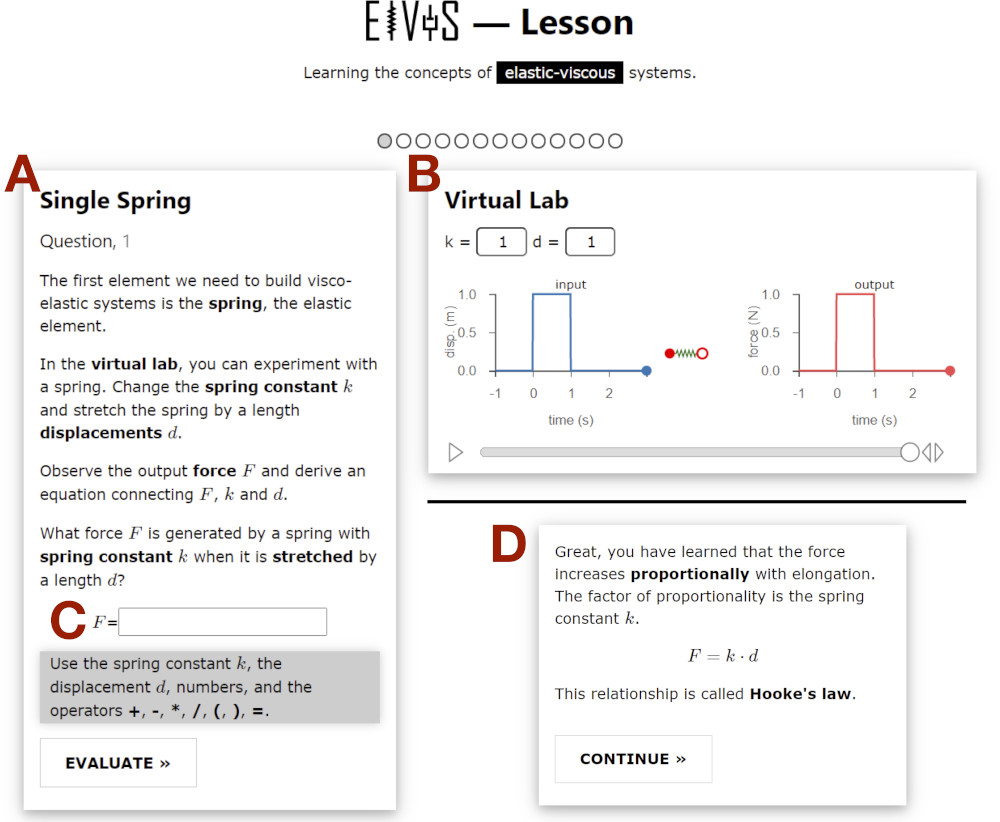 ElVis — Lesson
Learning the concepts of elastic-viscous systems.
A
Single Spring
Question, 1
The first element we need to build visco-
elastic systems is the spring, the elastic
element.
In the virtual lab, you can experiment with
a spring. Change the spring constant k
and stretch the spring by a length
displacements d.
Observe the output force F and derive an
equation connecting F, k and d.
What force F is generated by a spring with
spring constant k when it is stretched by
a length d?
C F=
Use the spring constant k, the
displacement d, numbers, and the
operators +, -, *, /, (, ), =.
EVALUATE »
B
Virtual Lab
k = 1 d = 1
input
1.0
0.5
0.0
disp. (m)
-1 0 1 2
time (s)
output
1.0
0.5
0.0
force (N)
-1 0 1 2
time (s)
D
Great, you have learned that the force
increases proportionally with elongation.
The factor of proportionality is the spring
constant k.
F = k · d
This relationship is called Hooke's law.
CONTINUE »